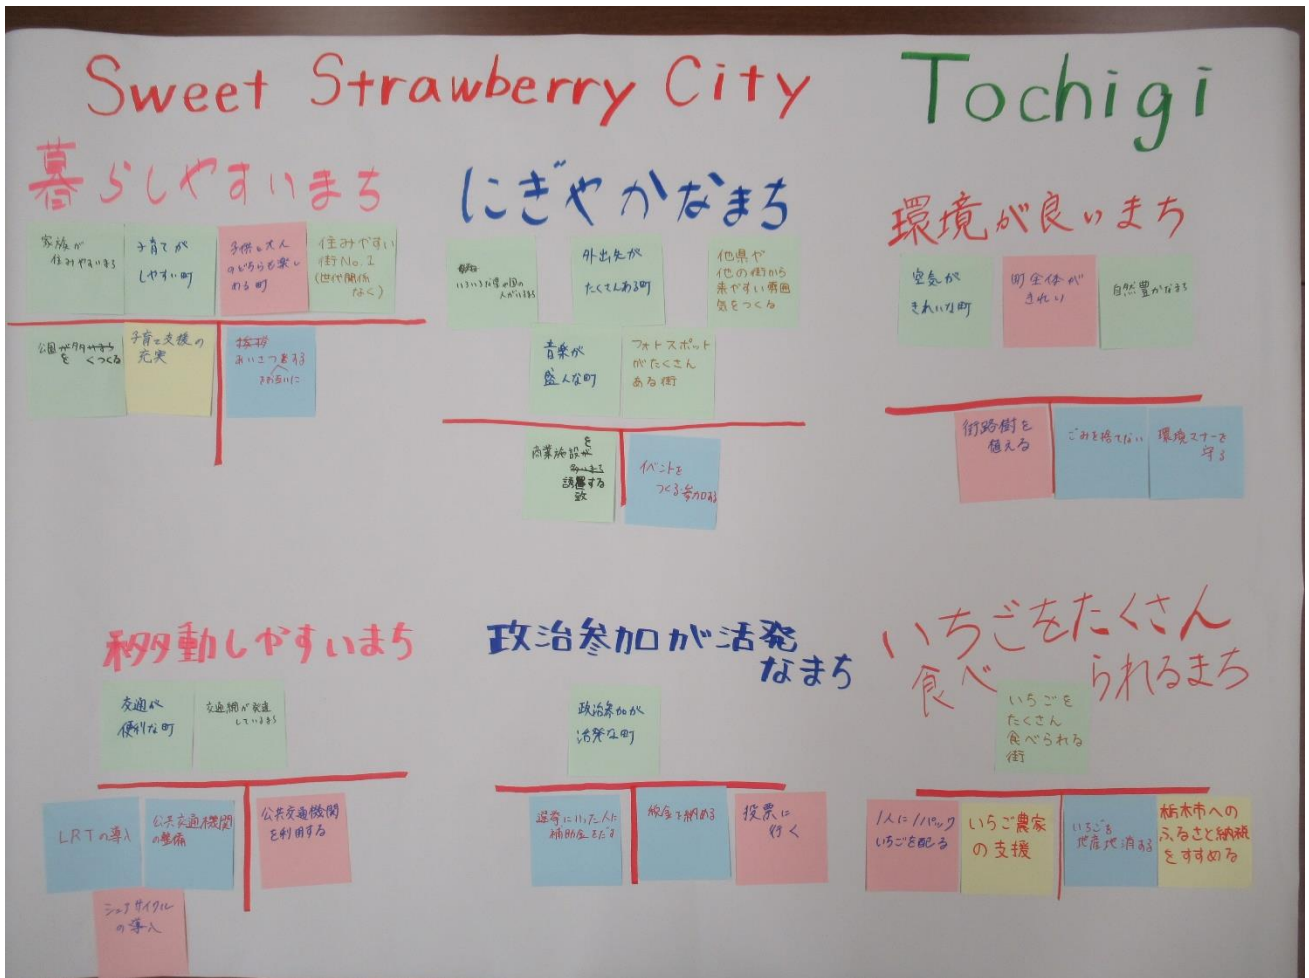 Sweet Strawberry City Tochigi
暮らしやすいまち
家族が
住みやすいまち
子育てが
しやすい町
子供も大人
のどちらも楽し
める町
住みやすい
街No.1
(世代関係
なく)
公園が
を くつくる
子育て支援の
充実
挨拶
あいさつをする
お互いに
にぎやかなまち
いろいろな
人がいるまち
外出先が
たくさんある町
他県や
他の街から
来やすい雰囲
気をつくる
音楽が
盛んな町
フォトスポット
がたくさん
ある街
を
商業施設が
誘置する
致
イベントを
つくる・参加する
環境が良いまち
空気が
きれいな町
町全体が
きれい
自然豊かなまち
街路樹を
植える
ごみを捨てない
環境マナーを
守る
移動しやすいまち
交通が
便利な町
交通網が発達
しているまち
LRTの導入
公共交通機関
の整備
公共交通機関
を利用する
シェアサイクル
の導入
政治参加が活発
なまち
政治参加が
活発な町
選挙にいった人に
補助金をだす
税金を納める
投票に
行く
いちごをたくさん
食べられるまち
いちごを
たくさん
食べられる
街
1人に1パック
いちごを配る
いちご農家
の支援
いちごを
地産地消する
栃木市への
ふるさと納税
をすすめる